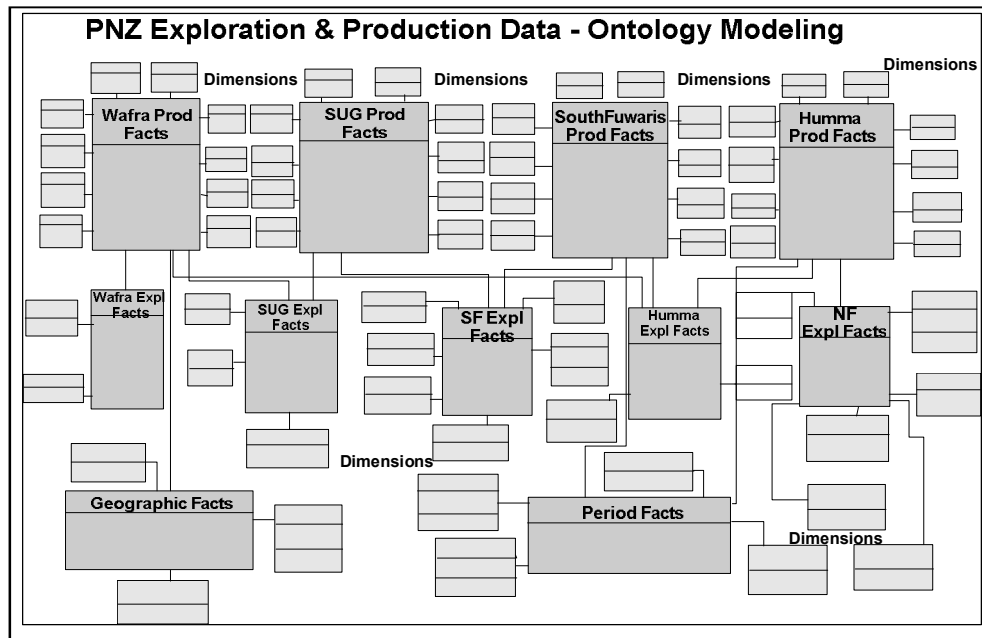 PNZ Exploration & Production Data - Ontology Modeling
Dimensions
Dimensions
Dimensions
Dimensions
Wafra Prod
Facts
SUG Prod
Facts
SouthFuwaris
Prod Facts
Humma
Prod Facts
Wafra Expl
Facts
SUG Expl
Facts
SF Expl
Facts
Humma
Expl Facts
NF
Expl Facts
Dimensions
Geographic Facts
Period Facts
Dimensions